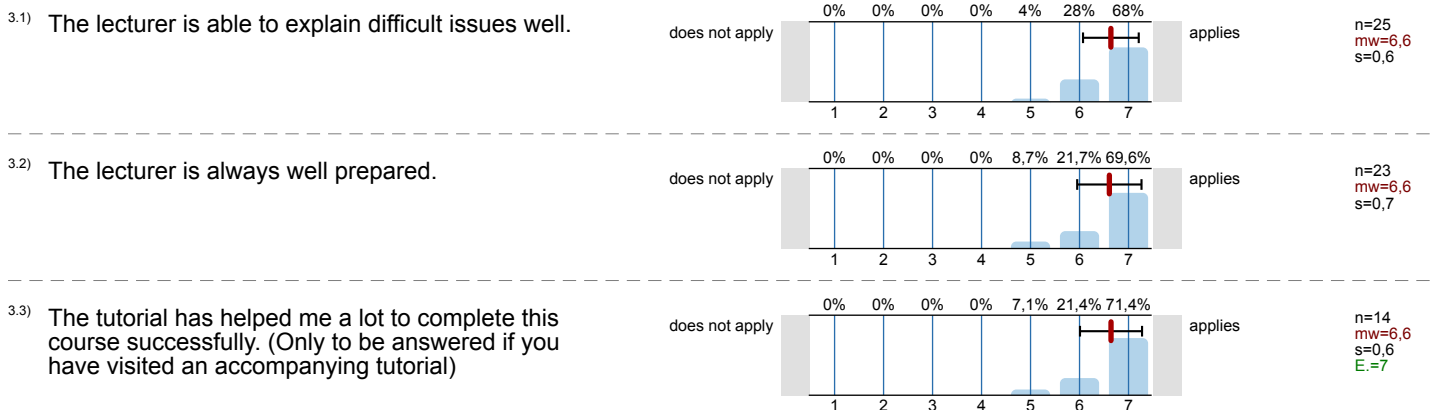 3.1) The lecturer is able to explain difficult issues well.
does not apply
0% 0% 0% 0% 4% 28% 68%
1 2 3 4 5 6 7
applies
n=25
mw=6,6
s=0,6
3.2) The lecturer is always well prepared.
does not apply
0% 0% 0% 0% 8,7% 21,7% 69,6%
1 2 3 4 5 6 7
applies
n=23
mw=6,6
s=0,7
3.3) The tutorial has helped me a lot to complete this
course successfully. (Only to be answered if you
have visited an accompanying tutorial)
does not apply
0% 0% 0% 0% 7,1% 21,4% 71,4%
1 2 3 4 5 6 7
applies
n=14
mw=6,6
s=0,6
E.=7